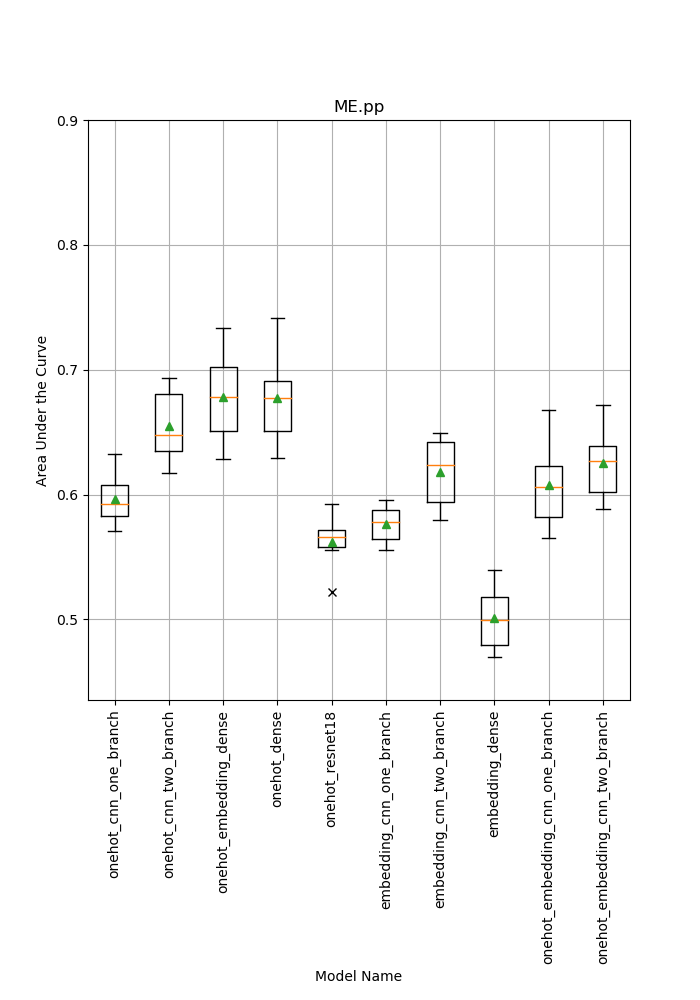 ME.pp
0.9
0.8
0.7
0.6
0.5
Area Under the Curve
onehot_cnn_one_branch
onehot_cnn_two_branch
onehot_embedding_dense
onehot_dense
onehot_resnet18
embedding_cnn_one_branch
embedding_cnn_two_branch
embedding_dense
onehot_embedding_cnn_one_branch
onehot_embedding_cnn_two_branch
Model Name